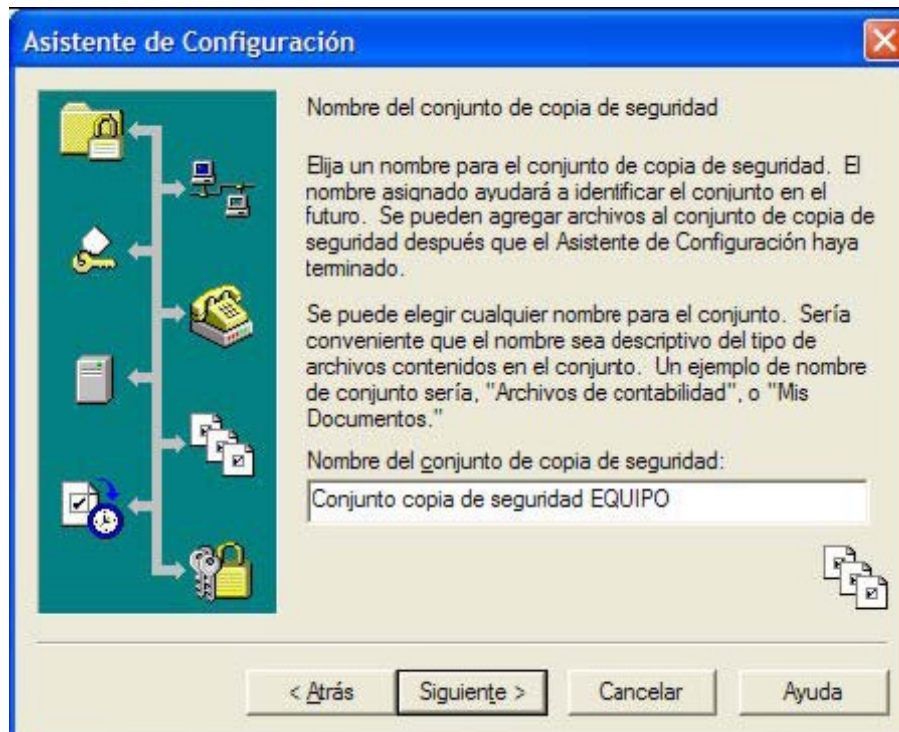 Asistente de Configuración
Nombre del conjunto de copia de seguridad
Elija un nombre para el conjunto de copia de seguridad. El
nombre asignado ayudará a identificar el conjunto en el
futuro. Se pueden agregar archivos al conjunto de copia de
seguridad después que el Asistente de Configuración haya
terminado.
Se puede elegir cualquier nombre para el conjunto. Sería
conveniente que el nombre sea descriptivo del tipo de
archivos contenidos en el conjunto. Un ejemplo de nombre
de conjunto sería, "Archivos de contabilidad", o "Mis
Documentos."
Nombre del conjunto de copia de seguridad:
Conjunto copia de seguridad EQUIPO
< Atrás
Siguiente >
Cancelar
Ayuda